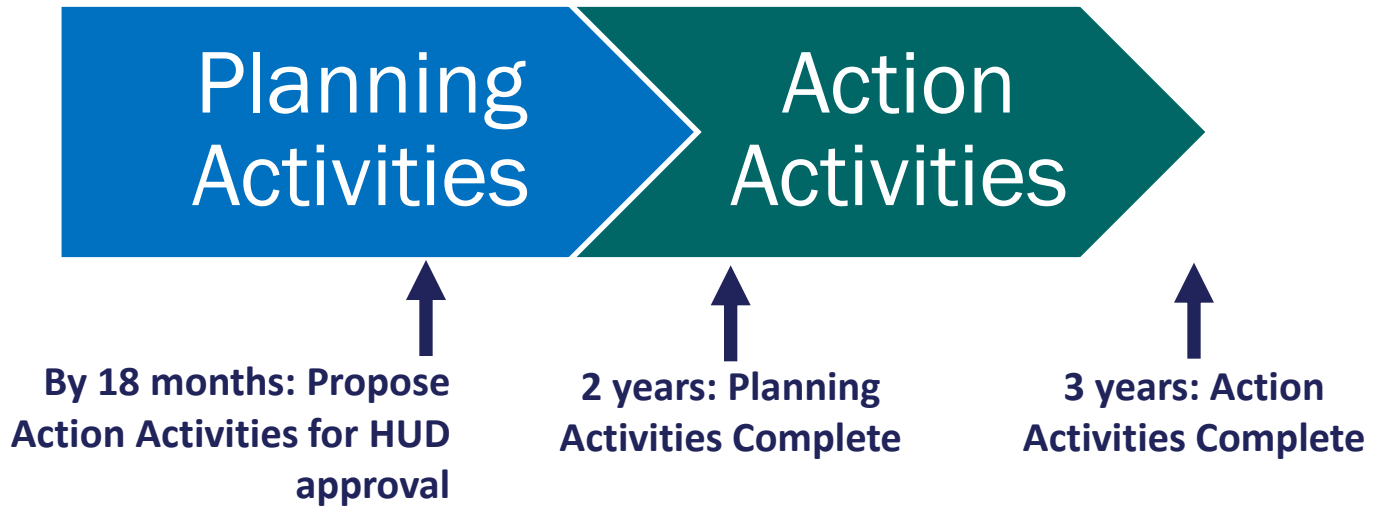 Planning
Activities
Action
Activities
By 18 months: Propose
Action Activities for HUD
approval
2 years: Planning
Activities Complete
3 years: Action
Activities Complete